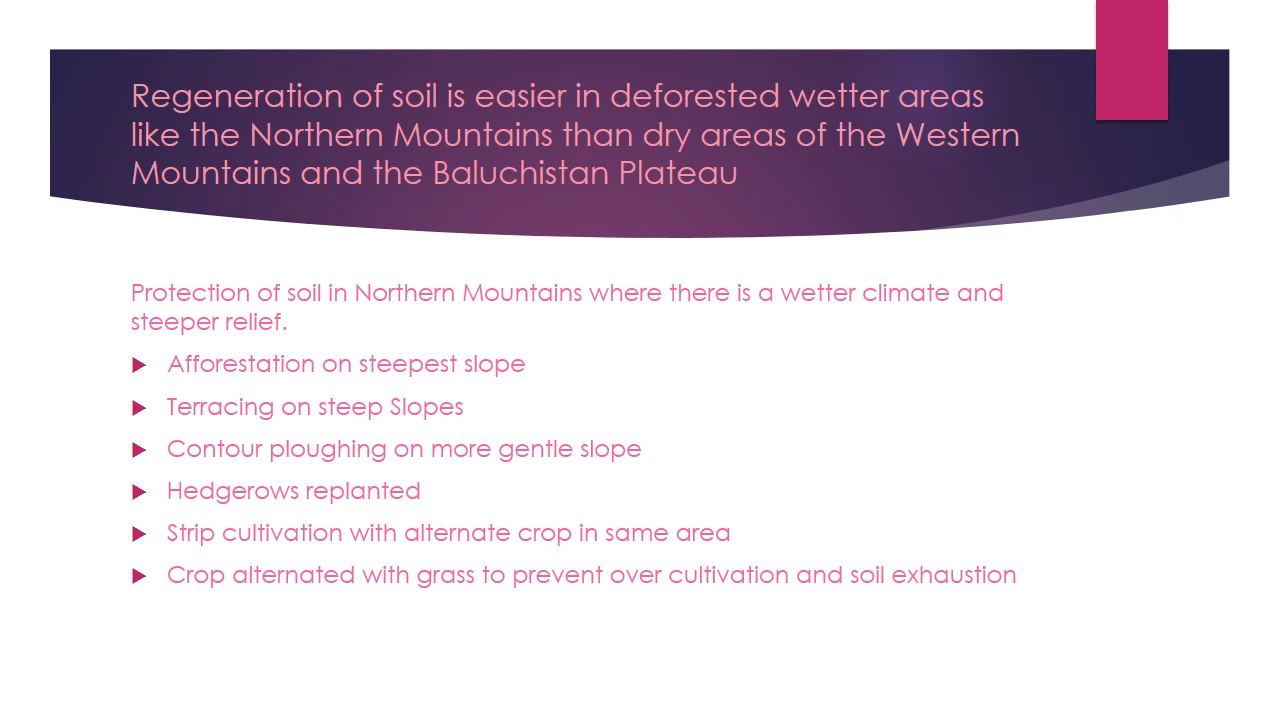 Regeneration of soil is easier in deforested wetter areas
like the Northern Mountains than dry areas of the Western
Mountains and the Baluchistan Plateau
Protection of soil in Northern Mountains where there is a wetter climate and
steeper relief.
Afforestation on steepest slope
Terracing on steep Slopes
Contour ploughing on more gentle slope
Hedgerows replanted
Strip cultivation with alternate crop in same area
Crop alternated with grass to prevent over cultivation and soil exhaustion